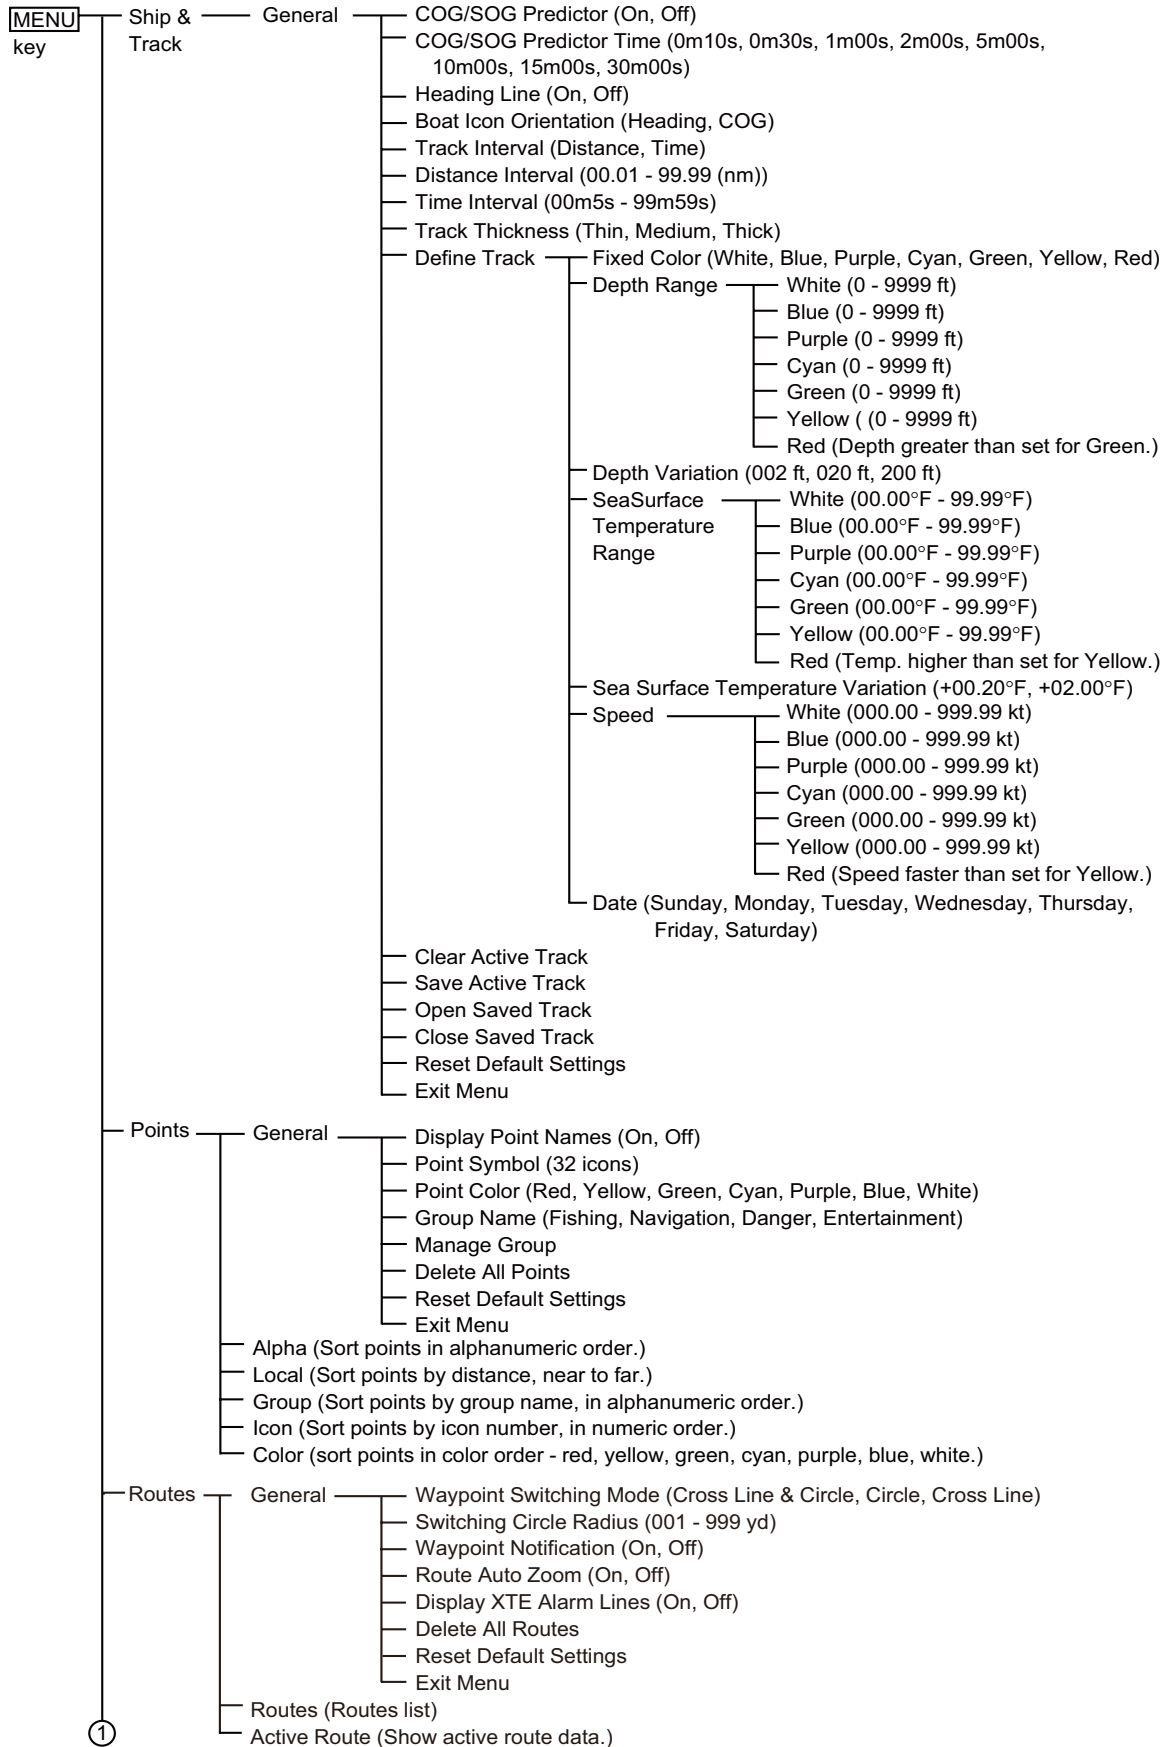 MENU key
Ship & Track
General
COG/SOG Predictor (On, Off)
COG/SOG Predictor Time (0m10s, 0m30s, 1m00s, 2m00s, 5m00s,
10m00s, 15m00s, 30m00s)
Heading Line (On, Off)
Boat Icon Orientation (Heading, COG)
Track Interval (Distance, Time)
Distance Interval (00.01 - 99.99 (nm))
Time Interval (00m5s - 99m59s)
Track Thickness (Thin, Medium, Thick)
Define Track
Fixed Color (White, Blue, Purple, Cyan, Green, Yellow, Red)
Depth Range
White (0 - 9999 ft)
Blue (0 - 9999 ft)
Purple (0 - 9999 ft)
Cyan (0 - 9999 ft)
Green (0 - 9999 ft)
Yellow ( (0 - 9999 ft)
Red (Depth greater than set for Green.)
Depth Variation (002 ft, 020 ft, 200 ft)
SeaSurface
Temperature
Range
White (00.00°F - 99.99°F)
Blue (00.00°F - 99.99°F)
Purple (00.00°F - 99.99°F)
Cyan (00.00°F - 99.99°F)
Green (00.00°F - 99.99°F)
Yellow (00.00°F - 99.99°F)
Red (Temp. higher than set for Yellow.)
Sea Surface Temperature Variation (+00.20°F, +02.00°F)
Speed
White (000.00 - 999.99 kt)
Blue (000.00 - 999.99 kt)
Purple (000.00 - 999.99 kt)
Cyan (000.00 - 999.99 kt)
Green (000.00 - 999.99 kt)
Yellow (000.00 - 999.99 kt)
Red (Speed faster than set for Yellow.)
Date (Sunday, Monday, Tuesday, Wednesday, Thursday,
Friday, Saturday)
Clear Active Track
Save Active Track
Open Saved Track
Close Saved Track
Reset Default Settings
Exit Menu
Points
General
Display Point Names (On, Off)
Point Symbol (32 icons)
Point Color (Red, Yellow, Green, Cyan, Purple, Blue, White)
Group Name (Fishing, Navigation, Danger, Entertainment)
Manage Group
Delete All Points
Reset Default Settings
Exit Menu
Alpha (Sort points in alphanumeric order.)
Local (Sort points by distance, near to far.)
Group (Sort points by group name, in alphanumeric order.)
Icon (Sort points by icon number, in numeric order.)
Color (sort points in color order - red, yellow, green, cyan, purple, blue, white.)
Routes
General
Waypoint Switching Mode (Cross Line & Circle, Circle, Cross Line)
Switching Circle Radius (001 - 999 yd)
Waypoint Notification (On, Off)
Route Auto Zoom (On, Off)
Display XTE Alarm Lines (On, Off)
Delete All Routes
Reset Default Settings
Exit Menu
Routes (Routes list)
Active Route (Show active route data.)
1